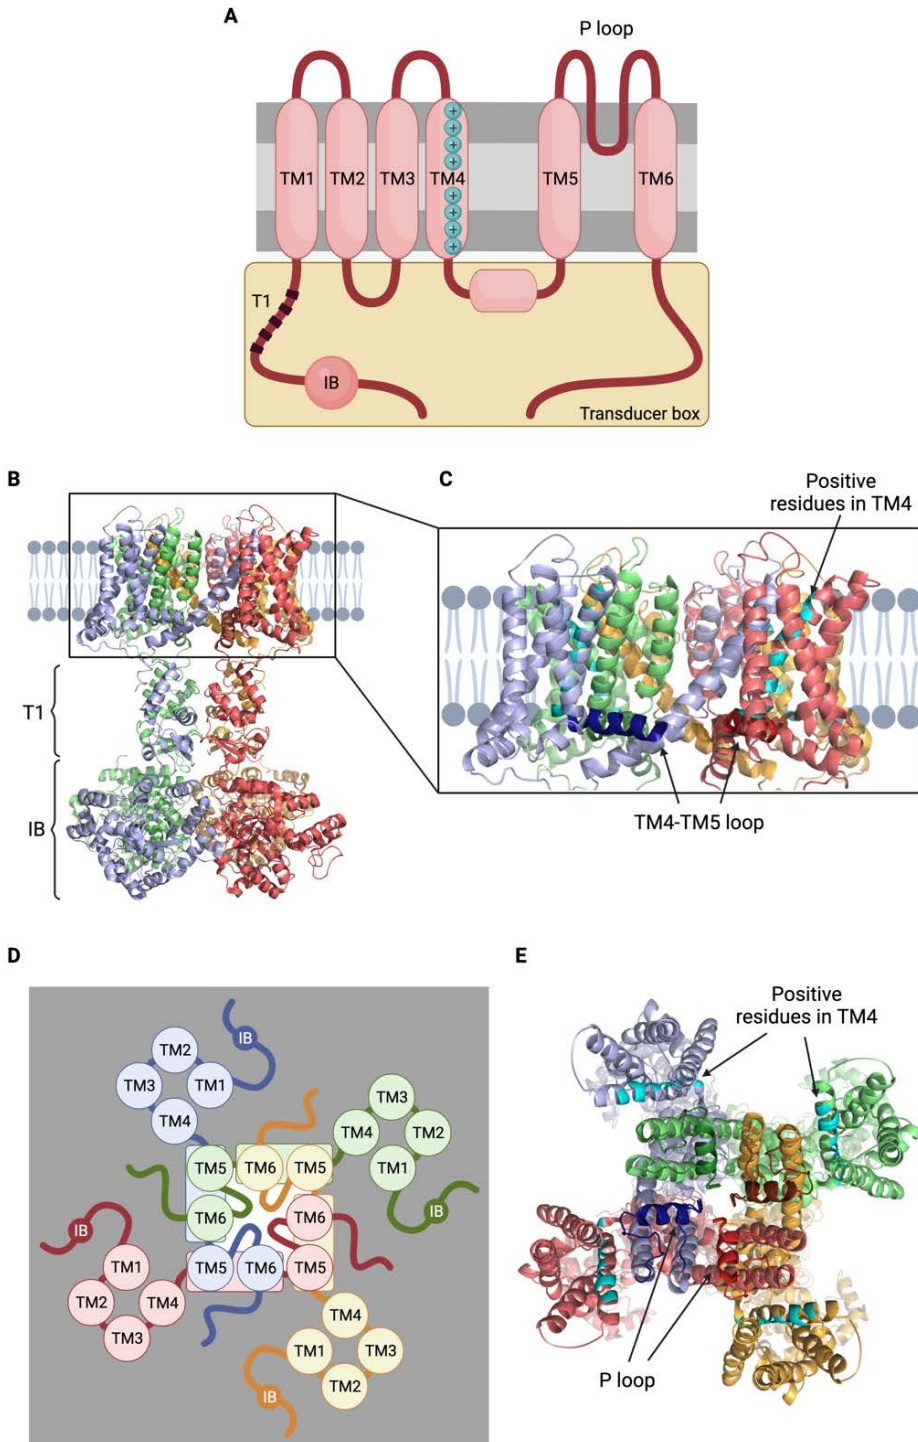 A
P loop
TM1
TM2
TM3
TM4
TM5
TM6
+
+
+
+
+
+
+
+
T1
IB
Transducer box
B
T1
IB
C
Positive
residues in TM4
TM4-TM5 loop
D
IB
TM2
TM3
TM1
TM4
TM3
TM4
TM2
TM1
IB
TM5
TM6
TM5
TM6
TM6
TM5
TM6
TM5
IB
TM1
TM2
TM4
TM3
TM4
TM1
TM3
TM2
IB
E
Positive
residues in TM4
P loop